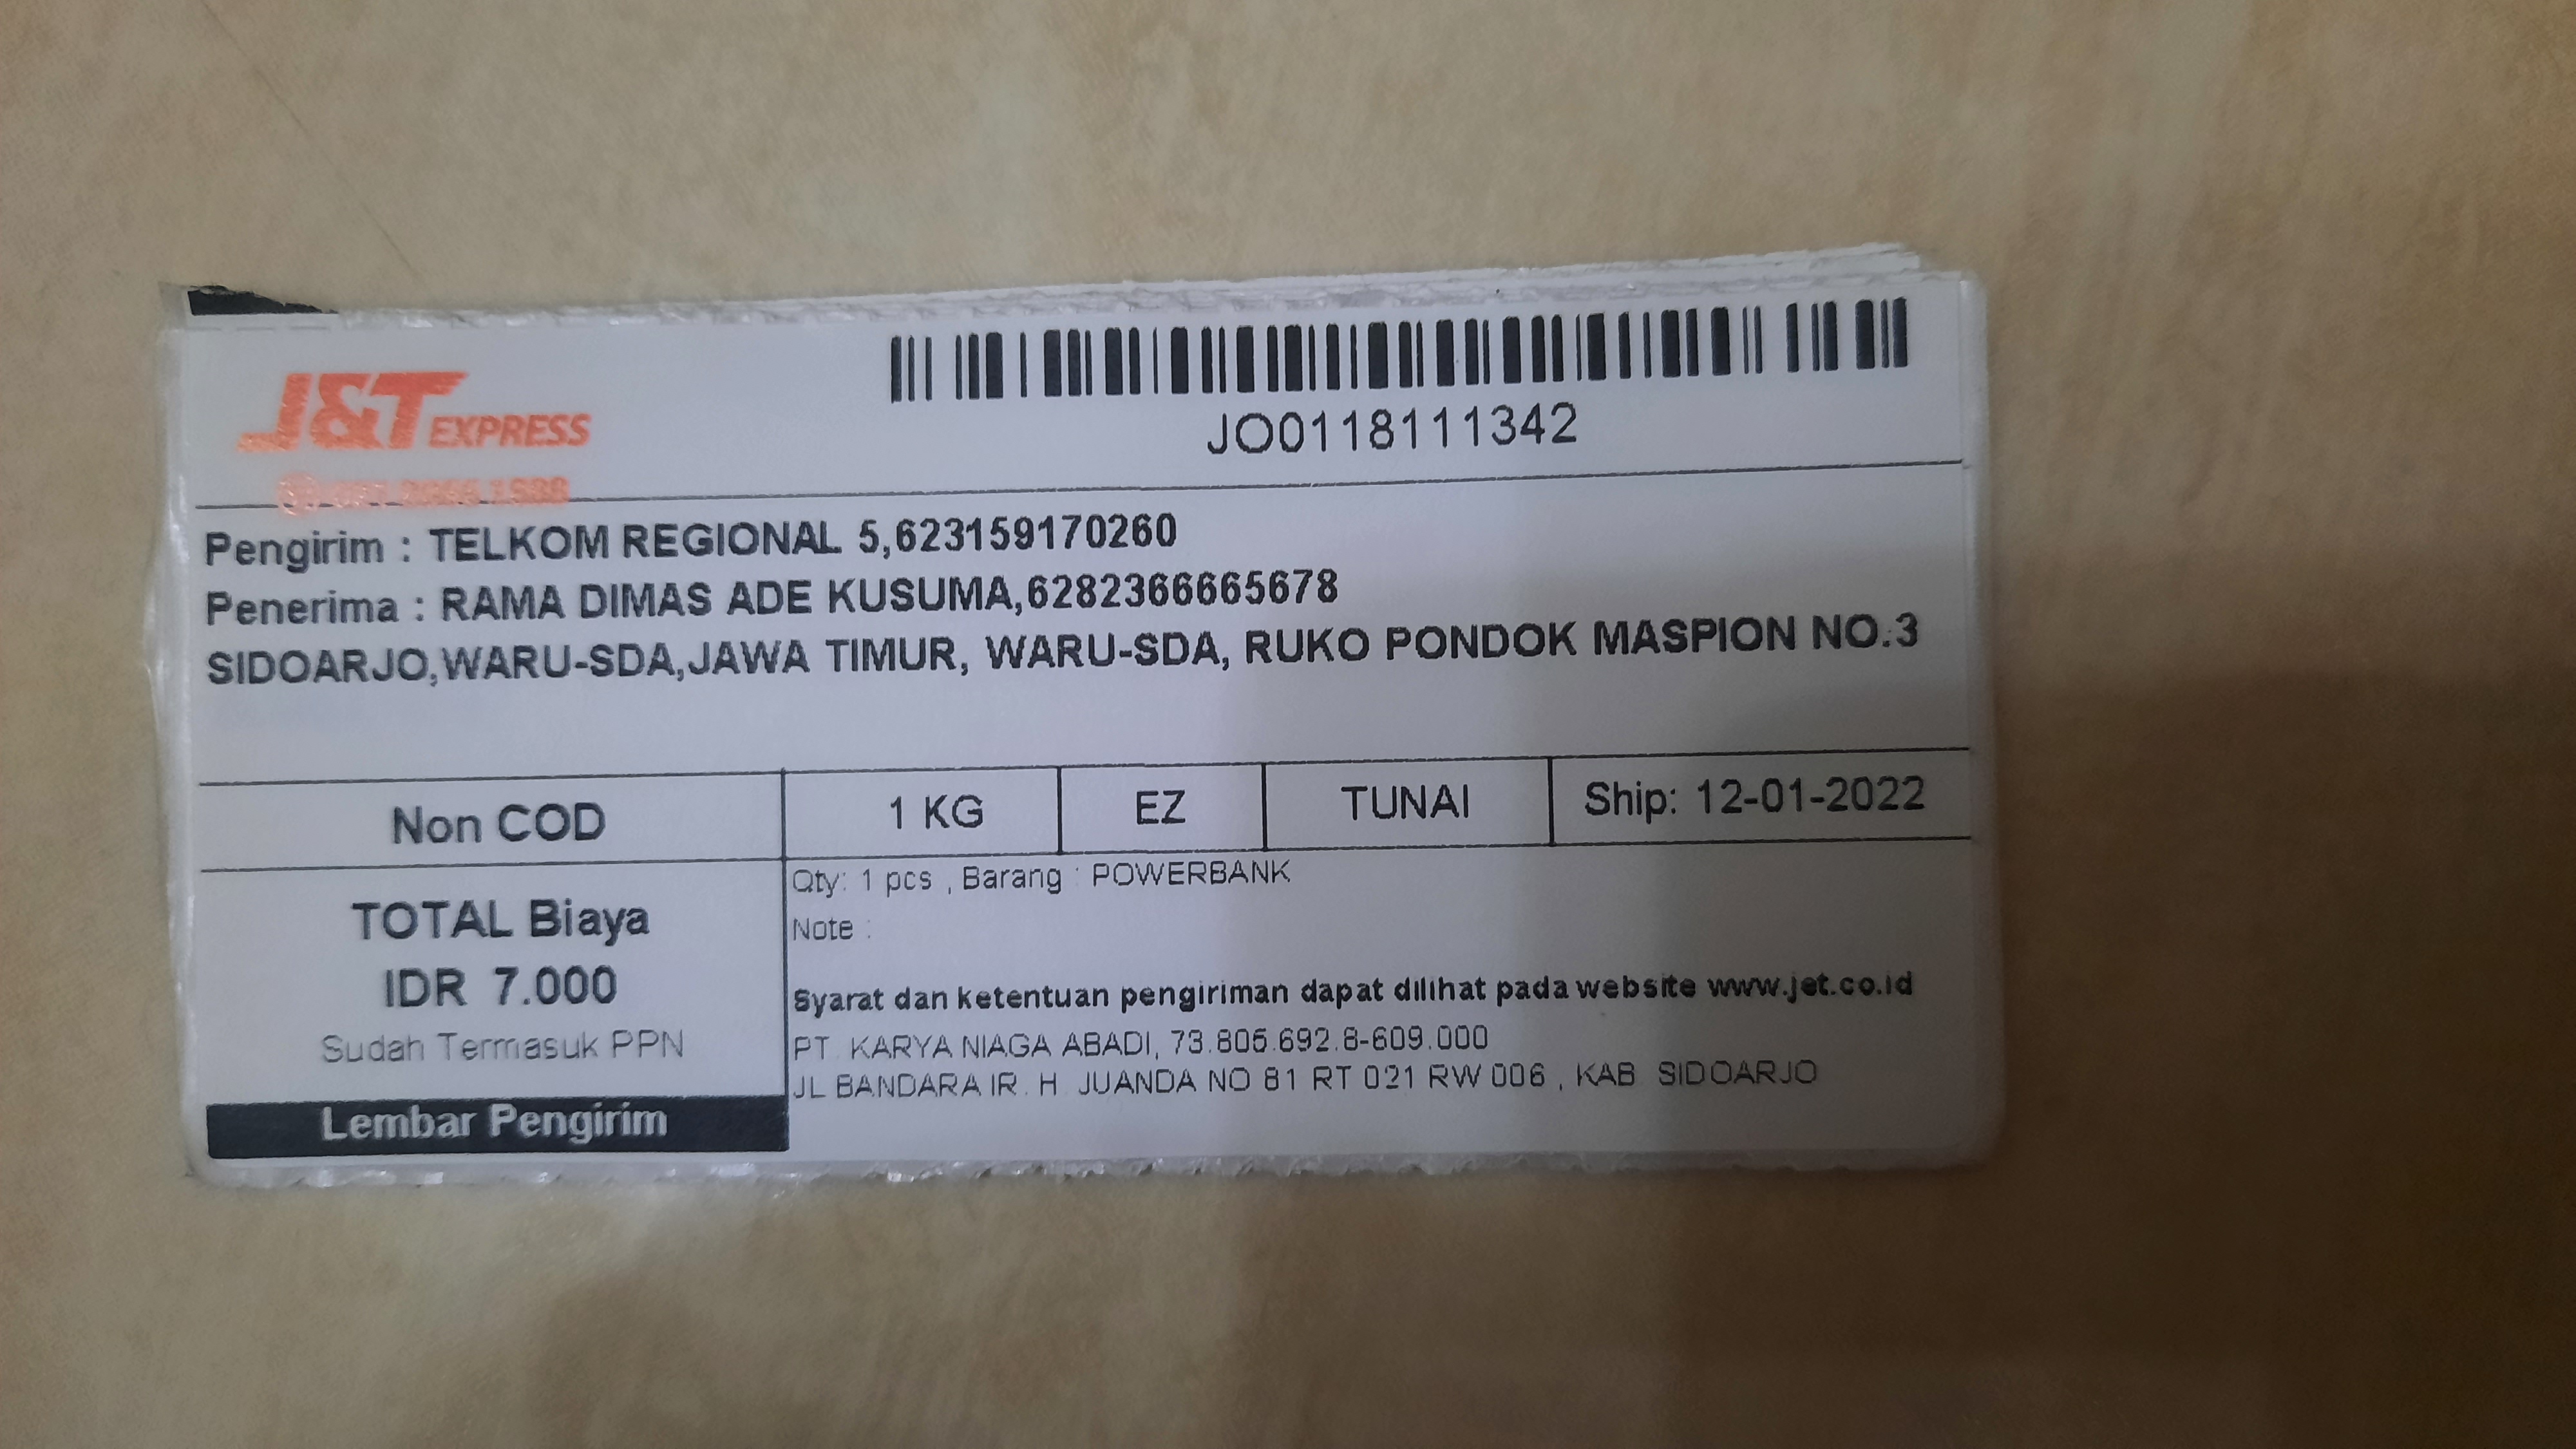 J&T EXPRESS
JO0118111342
Pengirim : TELKOM REGIONAL 5,623159170260
Penerima : RAMA DIMAS ADE KUSUMA,6282366665678
SIDOARJO,WARU-SDA,JAWA TIMUR, WARU-SDA, RUKO PONDOK MASPION NO.3
Non COD
1 KG
EZ
TUNAI
Ship: 12-01-2022
TOTAL Biaya
IDR 7.000
Sudah Termasuk PPN
Lembar Pengirim
Qty: 1 pcs , Barang : POWERBANK
Note :
Syarat dan ketentuan pengiriman dapat dilihat pada website www.jet.co.id
PT. KARYA NIAGA ABADI, 73.805.692.8-609.000
JL BANDARA IR. H. JUANDA NO 81 RT 021 RW 006 , KAB SIDOARJO